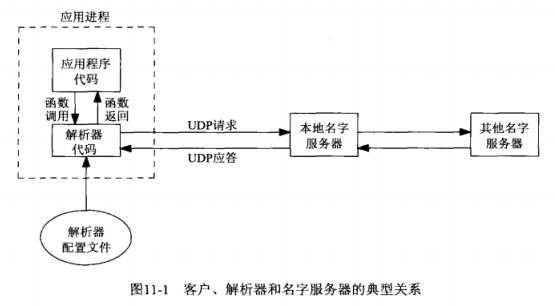 应用进程
应用程序
代码
函数
调用
函数
返回
解析器
代码
UDP请求
UDP应答
本地名字
服务器
其他名字
服务器
解析器
配置文件
图11-1 客户、解析器和名字服务器的典型关系